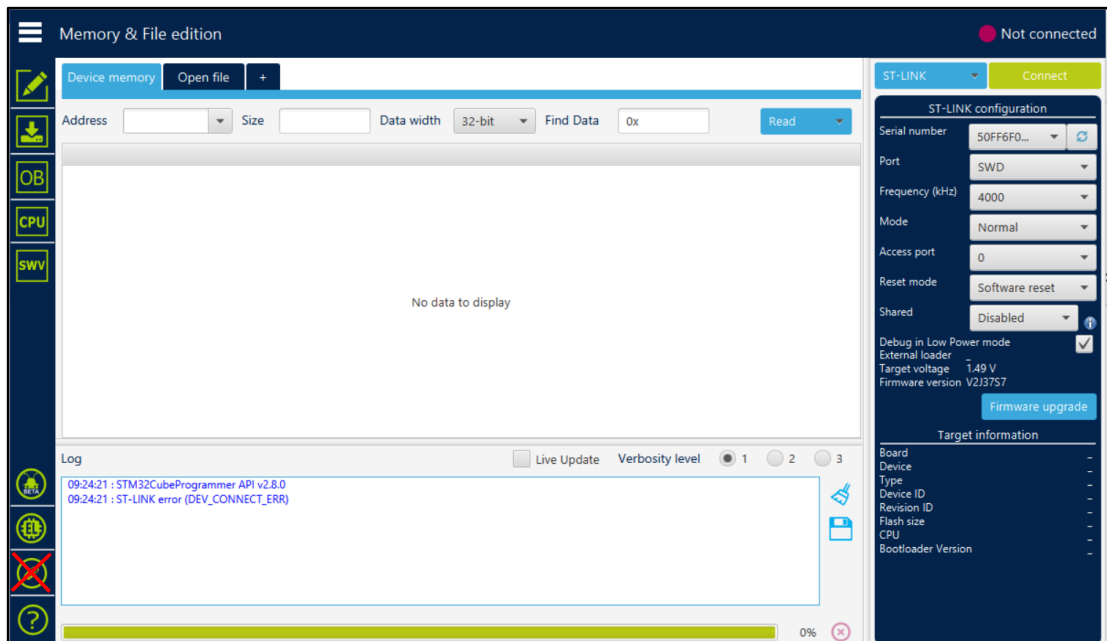 Memory & File edition
Not connected
Device memory
Open file
+
Address
Size
Data width
32-bit
Find Data
0x
Read
No data to display
OB
CPU
SWV
BETA
Log
Live Update
Verbosity level
1
2
3
09:24:21 : STM32CubeProgrammer API v2.8.0
09:24:21 : ST-LINK error (DEV_CONNECT_ERR)
0%
?
ST-LINK
Connect
ST-LINK configuration
Serial number
50FF6F0...
Port
SWD
Frequency (kHz)
4000
Mode
Normal
Access port
0
Reset mode
Software reset
Shared
Disabled
Debug in Low Power mode
External loader _
Target voltage 1.49 V
Firmware version V2J37S7
Firmware upgrade
Target information
Board _
Device _
Type _
Device ID _
Revision ID _
Flash size _
CPU _
Bootloader Version _